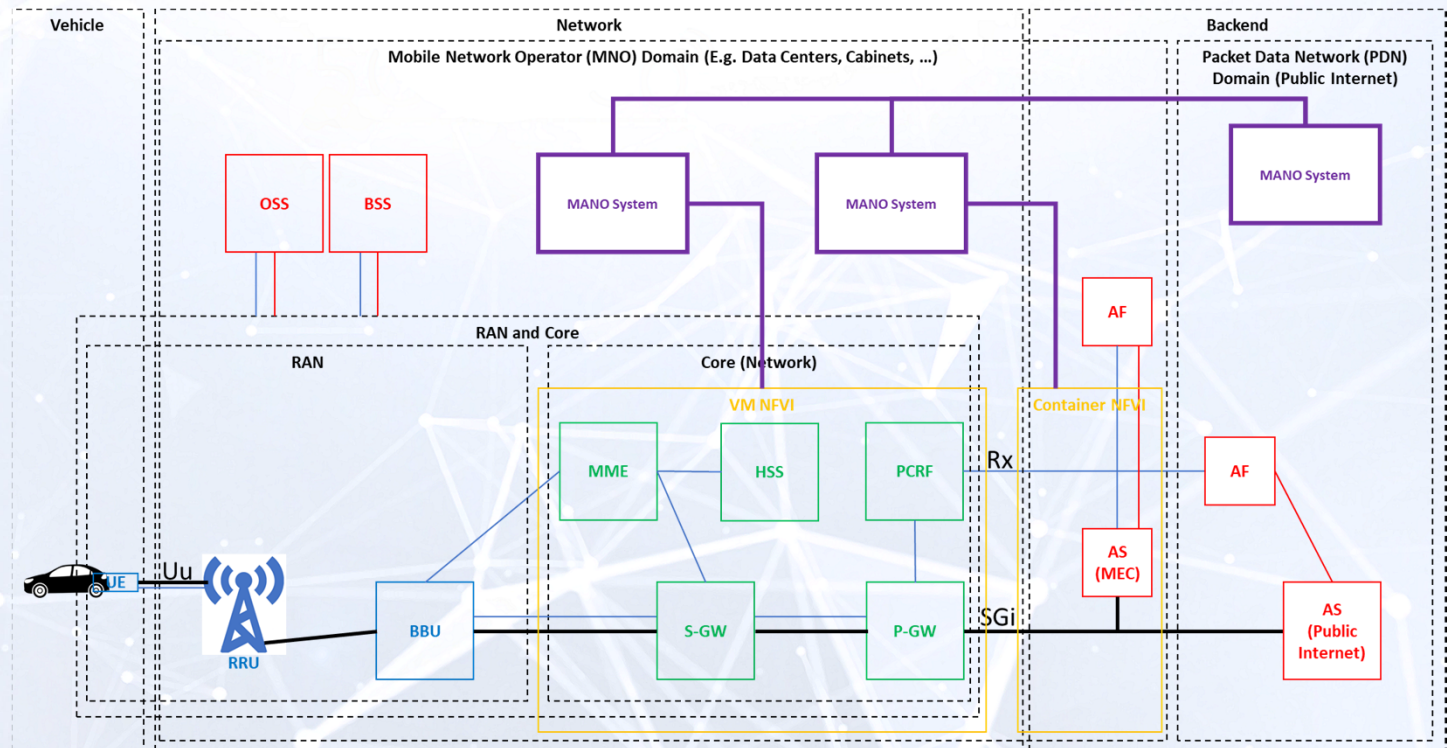 Vehicle
Network
Backend
Mobile Network Operator (MNO) Domain (E.g. Data Centers, Cabinets, ...)
Packet Data Network (PDN)
Domain (Public Internet)
MANO System
OSS
BSS
MANO System
MANO System
AF
RAN and Core
RAN
Core (Network)
VM NFVI
Container NFVI
MME
HSS
PCRF
Rx
AF
UE
Uu
RRU
BBU
S-GW
P-GW
SGi
AS
(MEC)
AS
(Public
Internet)